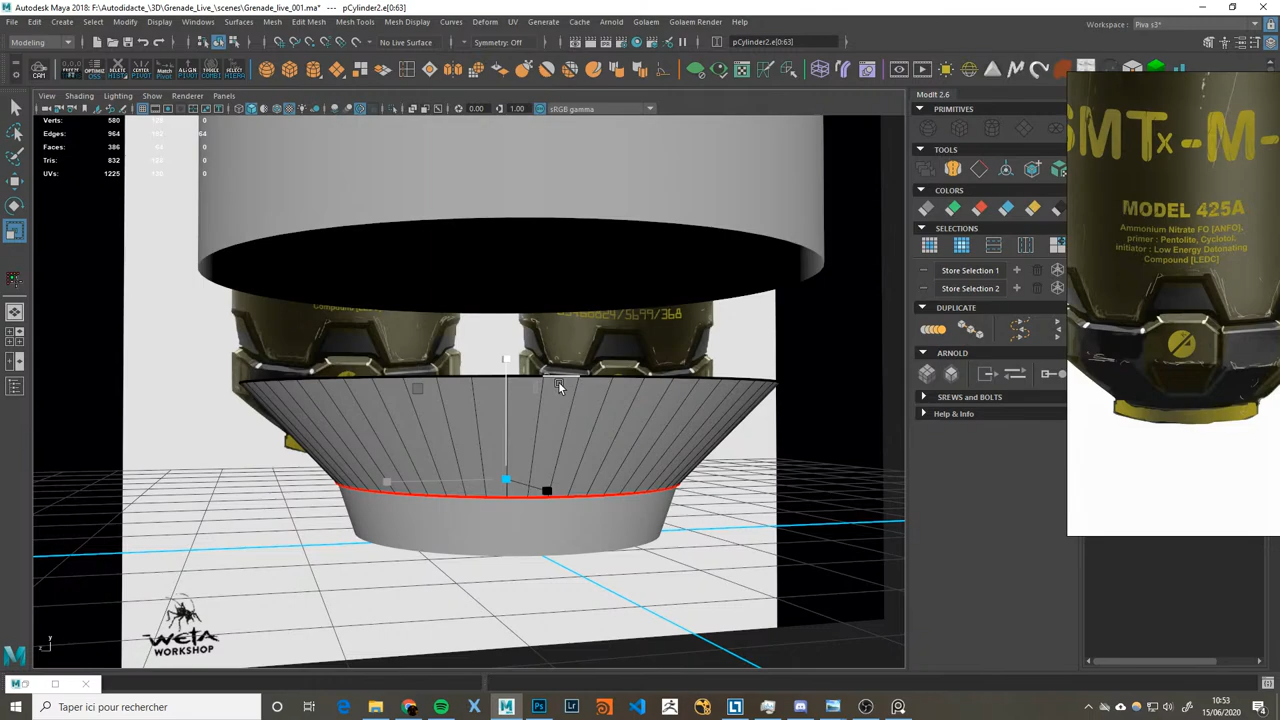 Autodesk Maya 2018: F:\Autodidacte_\3D\Grenade_Live_\scenes\Grenade_live_001.ma* --- pCylinder2.e[0:63]
File Edit Create Select Modify Display Windows Surfaces Mesh Edit Mesh Mesh Tools Mesh Display Curves Deform UV Generate Cache Arnold Golaem Golaem Render Help
Workspace : Piva s3*
Modeling
No Live Surface
Symmetry: Off
pCylinder2.e[0:63]
View Shading Lighting Show Renderer Panels
0.00 1.00 sRGB gamma
Verts: 580 128 0
Edges: 964 192 64
Faces: 386 64 0
Tris: 832 0
UVs: 1225 0
ModIt 2.6
PRIMITIVES
TOOLS
COLORS
SELECTIONS
Store Selection 1
Store Selection 2
DUPLICATE
ARNOLD
SREWS and BOLTS
Help & Info
SMTx-M-
MODEL 425A
Ammonium Nitrate FO [ANFO],
primer : Pentolite, Cyclotol,
initiator : Low Energy Detonating
Compound [LEDC]
WETA
WORKSHOP
Taper ici pour rechercher
10:53
15/06/2020